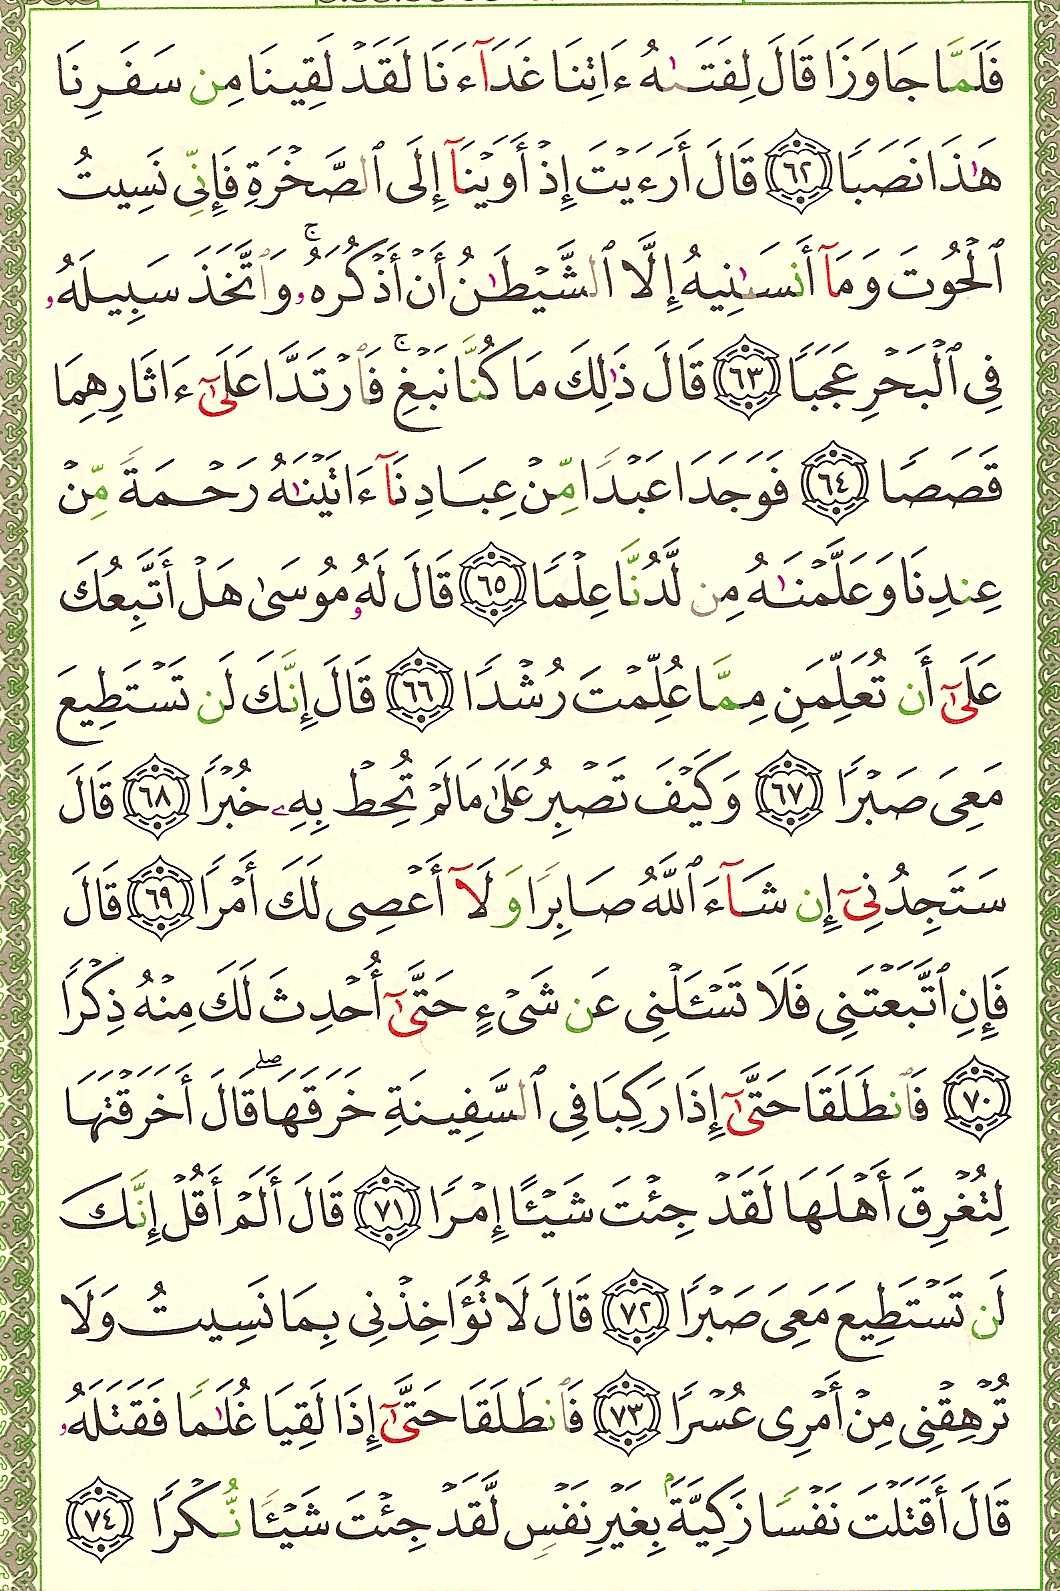 فَلَمَّا جَاوَزَا قَالَ لِفَتَىٰهُ ءَاتِنَا غَدَآءَنَا لَقَدْ لَقِينَا مِن سَفَرِنَا
هَٰذَا نَصَبًا ٦٢ قَالَ أَرَءَيْتَ إِذْ أَوَيْنَآ إِلَى ٱلصَّخْرَةِ فَإِنِّى نَسِيتُ
ٱلْحُوتَ وَمَآ أَنسَىٰنِيهُ إِلَّا ٱلشَّيْطَٰنُ أَنْ أَذْكُرَهُۥ ۚ وَٱتَّخَذَ سَبِيلَهُۥ
فِى ٱلْبَحْرِ عَجَبًا ٦٣ قَالَ ذَٰلِكَ مَا كُنَّا نَبْغِ ۚ فَٱرْتَدَّا عَلَىٰٓ ءَاثَارِهِمَا
قَصَصًا ٦٤ فَوَجَدَا عَبْدًا مِّنْ عِبَادِنَآ ءَاتَيْنَٰهُ رَحْمَةً مِّنْ
عِندِنَا وَعَلَّمْنَٰهُ مِن لَّدُنَّا عِلْمًا ٦٥ قَالَ لَهُۥ مُوسَىٰ هَلْ أَتَّبِعُكَ
عَلَىٰٓ أَن تُعَلِّمَنِ مِمَّا عُلِّمْتَ رُشْدًا ٦٦ قَالَ إِنَّكَ لَن تَسْتَطِيعَ
مَعِىَ صَبْرًا ٦٧ وَكَيْفَ تَصْبِرُ عَلَىٰ مَا لَمْ تُحِطْ بِهِۦ خُبْرًا ٦٨ قَالَ
سَتَجِدُنِىٓ إِن شَآءَ ٱللَّهُ صَابِرًا وَلَآ أَعْصِى لَكَ أَمْرًا ٦٩ قَالَ
فَإِنِ ٱتَّبَعْتَنِى فَلَا تَسْـَٔلْنِى عَن شَىْءٍ حَتَّىٰٓ أُحْدِثَ لَكَ مِنْهُ ذِكْرًا
٧٠ فَٱنطَلَقَا حَتَّىٰٓ إِذَا رَكِبَا فِى ٱلسَّفِينَةِ خَرَقَهَا ۖ قَالَ أَخَرَقْتَهَا
لِتُغْرِقَ أَهْلَهَا لَقَدْ جِئْتَ شَيْـًٔا إِمْرًا ٧١ قَالَ أَلَمْ أَقُلْ إِنَّكَ
لَن تَسْتَطِيعَ مَعِىَ صَبْرًا ٧٢ قَالَ لَا تُؤَاخِذْنِى بِمَا نَسِيتُ وَلَا
تُرْهِقْنِى مِنْ أَمْرِى عُسْرًا ٧٣ فَٱنطَلَقَا حَتَّىٰٓ إِذَا لَقِيَا غُلَٰمًا فَقَتَلَهُۥ
قَالَ أَقَتَلْتَ نَفْسًا زَكِيَّةًۢ بِغَيْرِ نَفْسٍ لَّقَدْ جِئْتَ شَيْـًٔا نُّكْرًا ٧٤